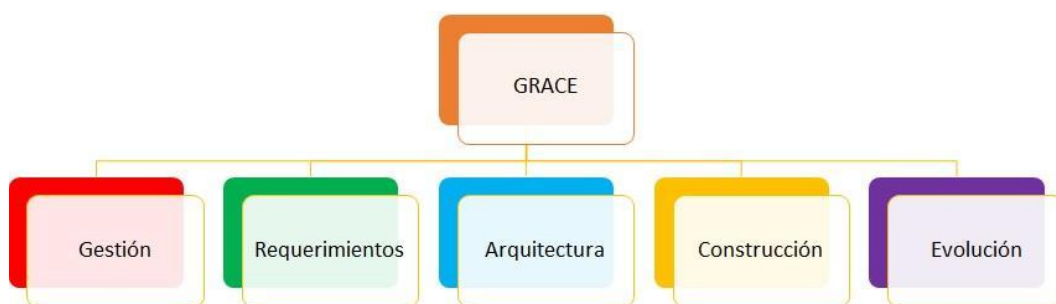 GRACE
Gestión
Requerimientos
Arquitectura
Construcción
Evolución